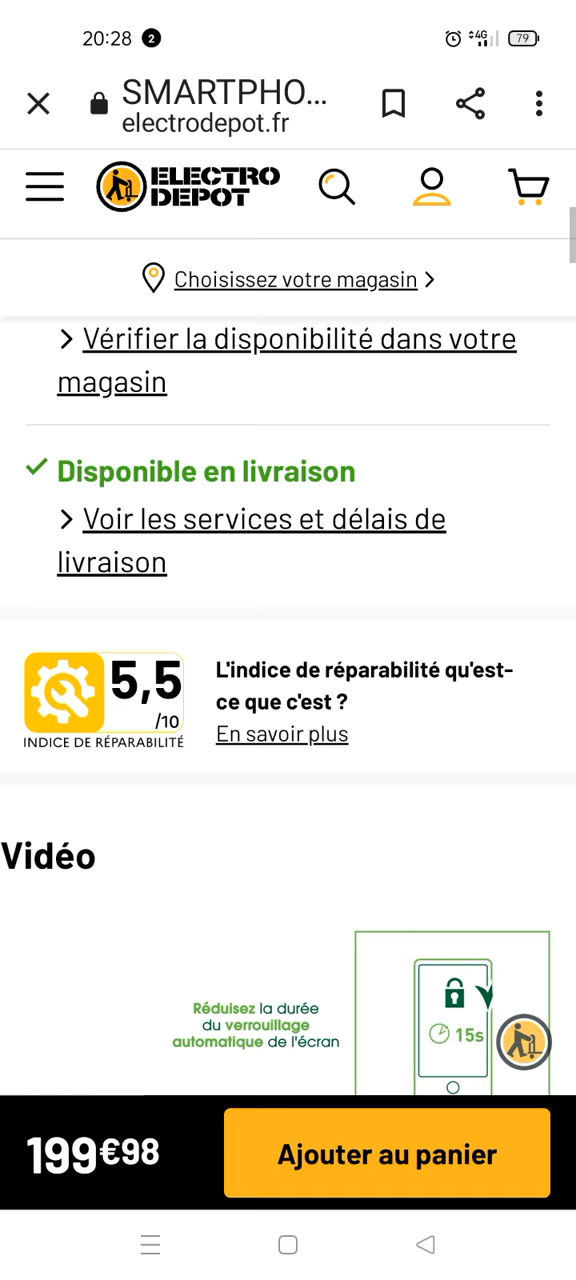 20:28 2 4G 79
SMARTPHO...
electrodepot.fr
ELECTRO
DEPOT
Choisissez votre magasin
Vérifier la disponibilité dans votre
magasin
Disponible en livraison
Voir les services et délais de
livraison
5,5
/10
INDICE DE RÉPARABILITÉ
L'indice de réparabilité qu'est-
ce que c'est ?
En savoir plus
Vidéo
Réduisez la durée
du verrouillage
automatique de l'écran
15s
199€98
Ajouter au panier